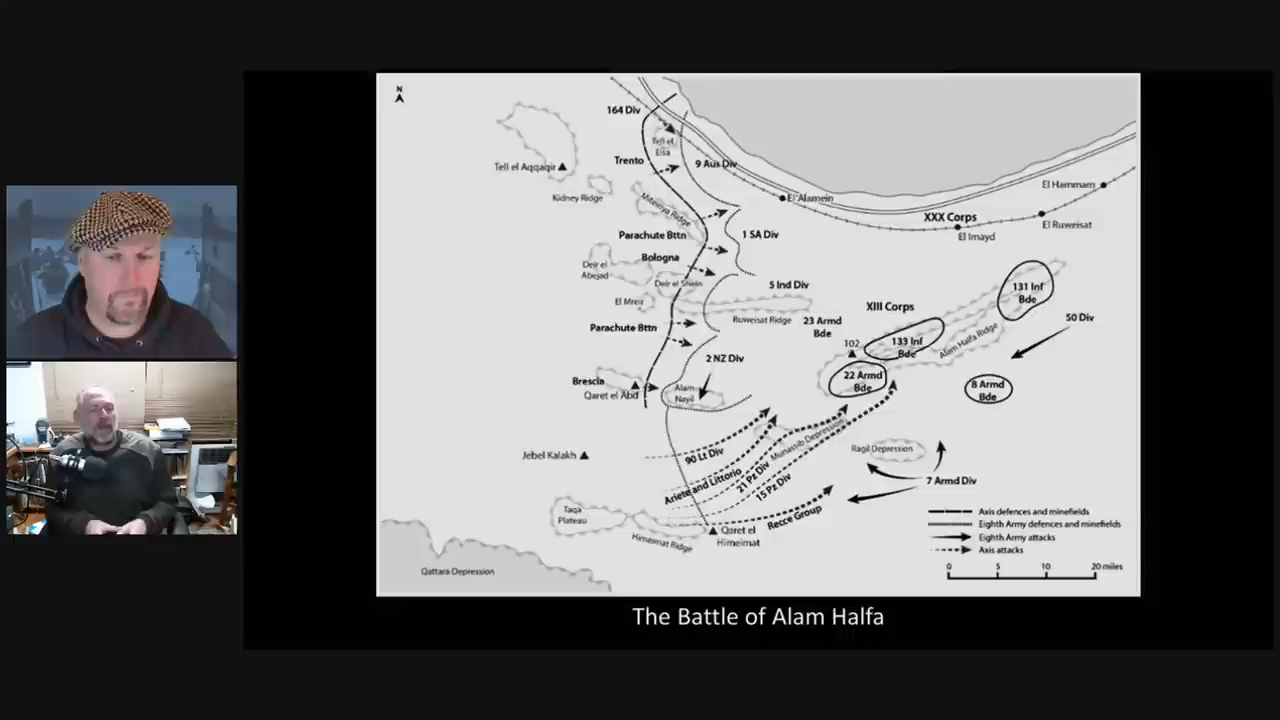 N
164 Div
Tell el
Eisa
Trento
9 Aus Div
Tell el Aqqaqir
Kidney Ridge
Miteiriya Ridge
El Alamein
El Hammam
XXX Corps
El Ruweisat
El Imayd
Parachute Bttn
1 SA Div
Bologna
Deir el
Abejad
Deir el Shein
5 Ind Div
El Mreir
Ruweisat Ridge
XIII Corps
131 Inf
Bde
Parachute Bttn
23 Armd
Bde
50 Div
102
133 Inf
Bde
Alam Halfa Ridge
2 NZ Div
22 Armd
Bde
8 Armd
Bde
Brescia
Qaret el Abd
Alam
Nayil
Munassib Depression
Ragil Depression
Jebel Kalakh
90 Lt Div
Ariete and Littorio
21 Pz Div
15 Pz Div
7 Armd Div
Recce Group
Taqa
Plateau
Himeimat Ridge
Qaret el
Himeimat
Qattara Depression
Axis defences and minefields
Eighth Army defences and minefields
Eighth Army attacks
Axis attacks
0 5 10 20 miles
The Battle of Alam Halfa